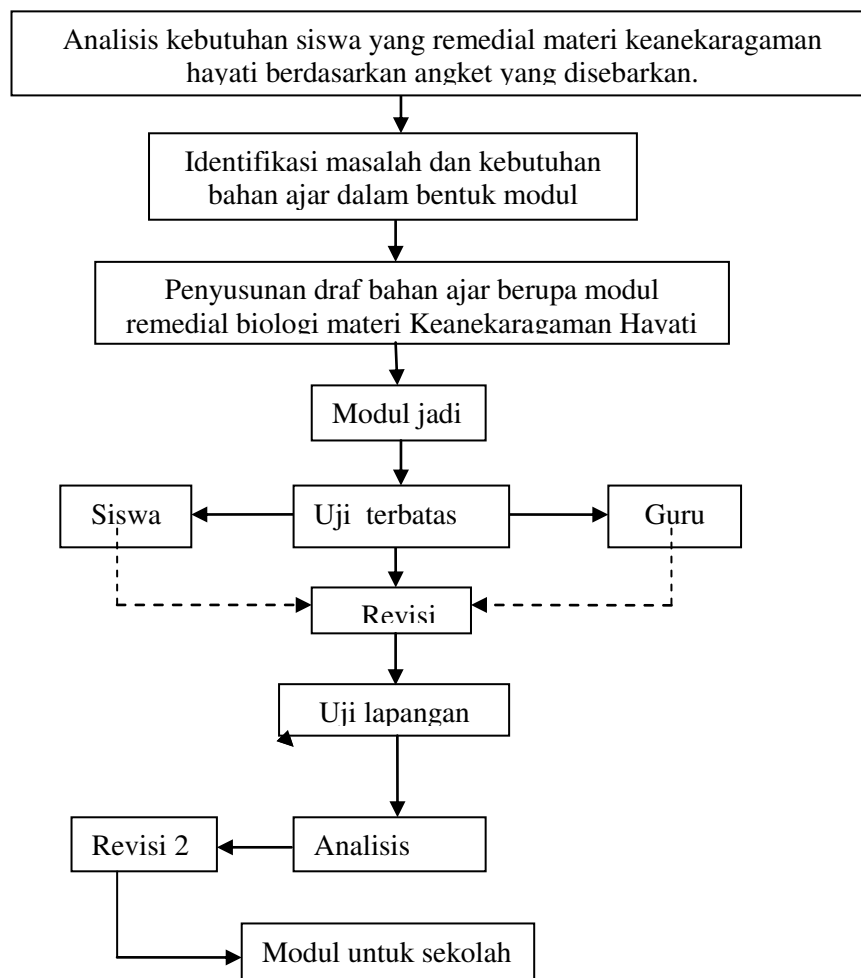 Analisis kebutuhan siswa yang remedial materi keanekaragaman
hayati berdasarkan angket yang disebarkan.
Identifikasi masalah dan kebutuhan
bahan ajar dalam bentuk modul
Penyusunan draf bahan ajar berupa modul
remedial biologi materi Keanekaragaman Hayati
Modul jadi
Siswa
Uji terbatas
Guru
Revisi
Uji lapangan
Revisi 2
Analisis
Modul untuk sekolah